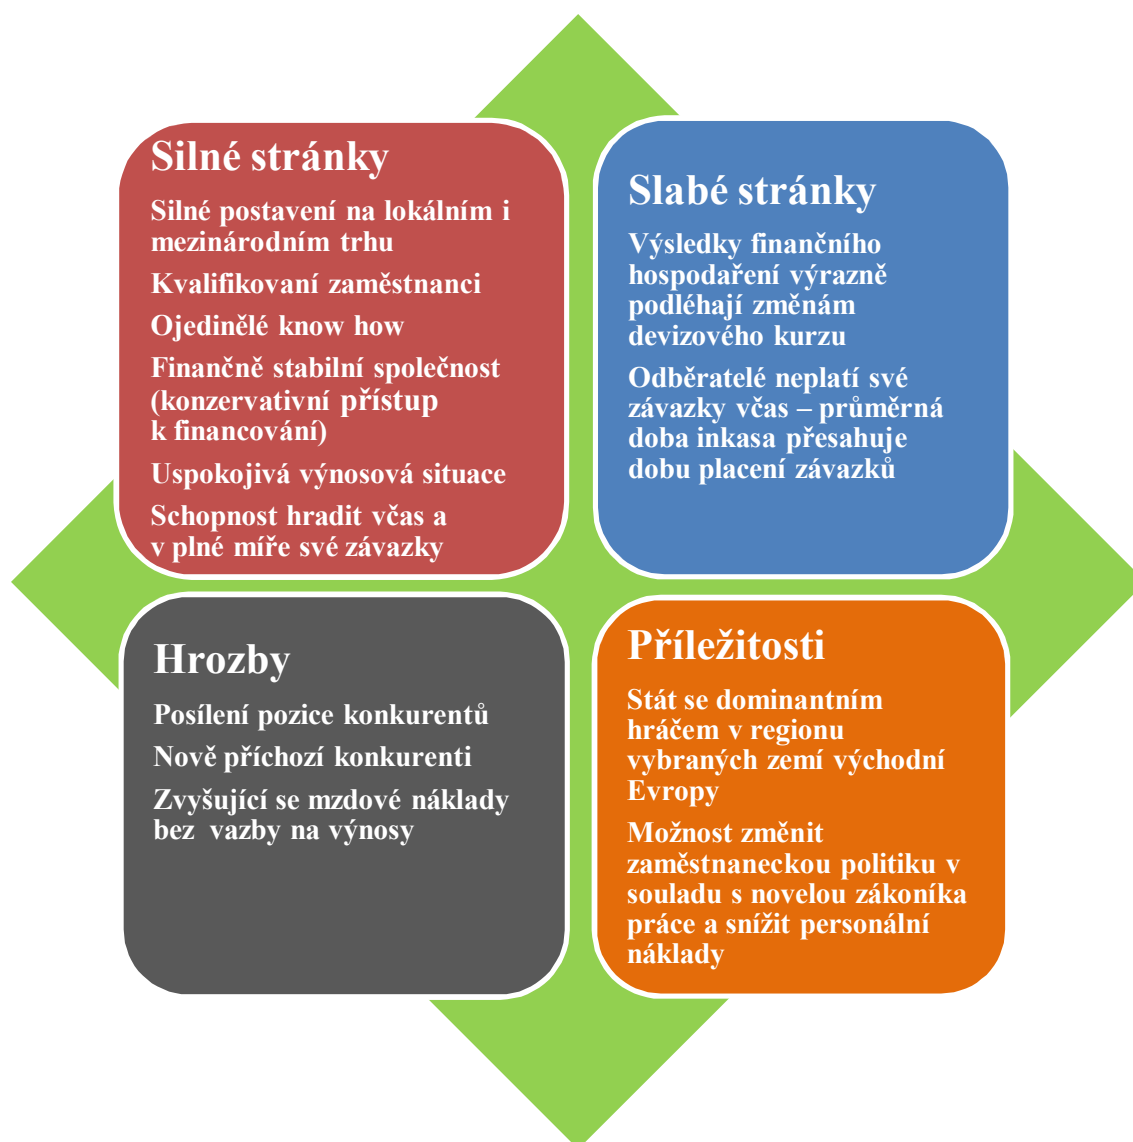 Silné stránky
Silné postavení na lokálním i
mezinárodním trhu
Kvalifikovaní zaměstnanci
Ojedinělé know how
Finančně stabilní společnost
(konzervativní přístup
k financování)
Uspokojivá výnosová situace
Schopnost hradit včas a
v plné míře své závazky
Slabé stránky
Výsledky finančního
hospodaření výrazně
podléhají změnám
devizového kurzu
Odběratelé neplatí své
závazky včas – průměrná
doba inkasa přesahuje
dobu placení závazků
Hrozby
Posílení pozice konkurentů
Nově příchozí konkurenti
Zvyšující se mzdové náklady
bez vazby na výnosy
Příležitosti
Stát se dominantním
hráčem v regionu
vybraných zemí východní
Evropy
Možnost změnit
zaměstnaneckou politiku v
souladu s novelou zákoníka
práce a snížit personální
náklady